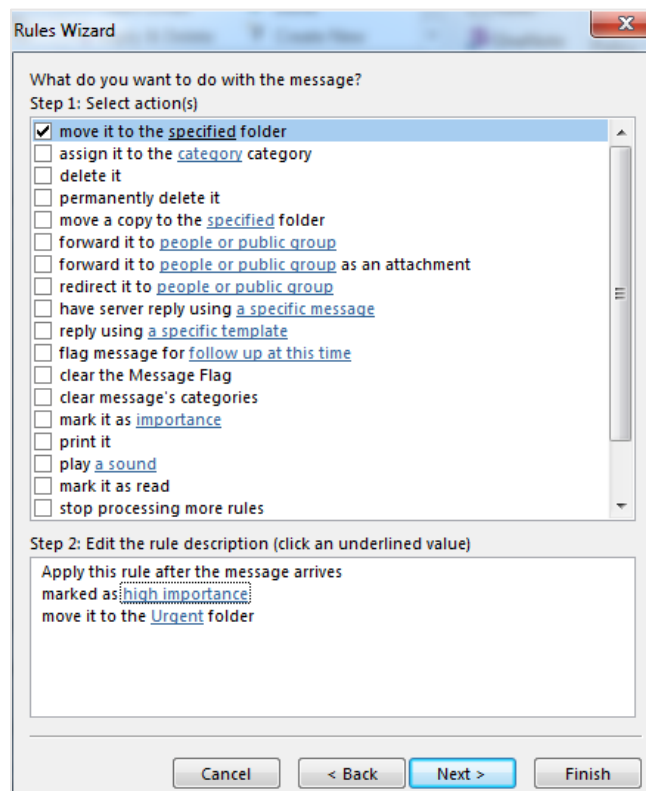 Rules Wizard
What do you want to do with the message?
Step 1: Select action(s)
move it to the specified folder
assign it to the category category
delete it
permanently delete it
move a copy to the specified folder
forward it to people or public group
forward it to people or public group as an attachment
redirect it to people or public group
have server reply using a specific message
reply using a specific template
flag message for follow up at this time
clear the Message Flag
clear message's categories
mark it as importance
print it
play a sound
mark it as read
stop processing more rules
Step 2: Edit the rule description (click an underlined value)
Apply this rule after the message arrives
marked as high importance
move it to the Urgent folder
Cancel < Back Next > Finish